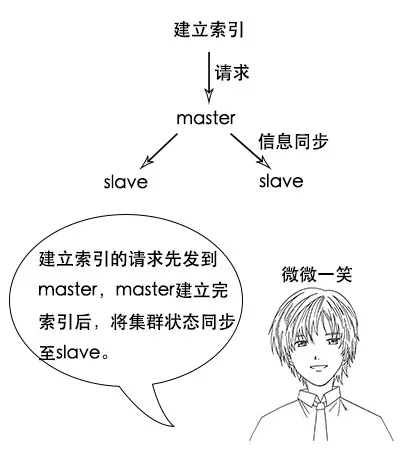 建立索引
请求
master
信息同步
slave
slave
建立索引的请求先发到
master，master建立完
索引后，将集群状态同步
至slave。
微微一笑